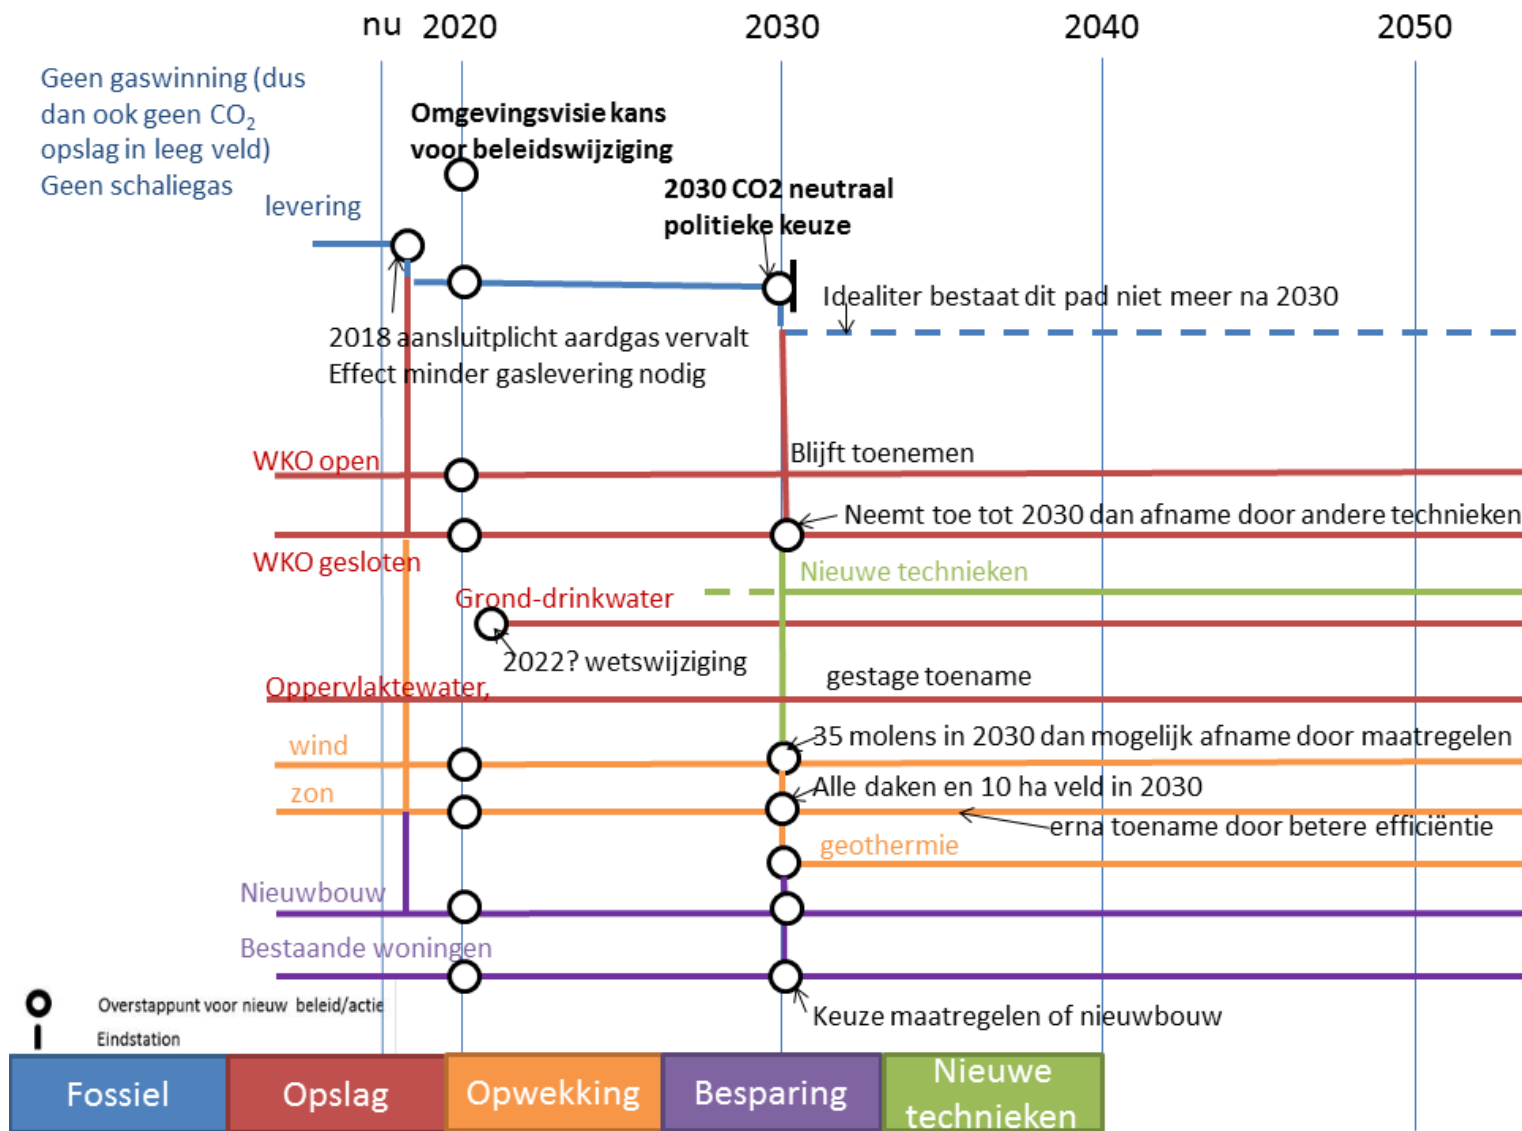 nu 2020 2030 2040 2050
Geen gaswinning (dus
dan ook geen CO2
opslag in leeg veld)
Geen schaliegas
Omgevingsvisie kans
voor beleidswijziging
2030 CO2 neutraal
politieke keuze
levering
Idealiter bestaat dit pad niet meer na 2030
2018 aansluitplicht aardgas vervalt
Effect minder gaslevering nodig
WKO open
Blijft toenemen
Neemt toe tot 2030 dan afname door andere technieken
WKO gesloten
Nieuwe technieken
Grond-drinkwater
2022? wetswijziging
Oppervlaktewater,
gestage toename
wind
35 molens in 2030 dan mogelijk afname door maatregelen
zon
Alle daken en 10 ha veld in 2030
erna toename door betere efficiëntie
geothermie
Nieuwbouw
Bestaande woningen
Keuze maatregelen of nieuwbouw
Overstappunt voor nieuw beleid/actie
Eindstation
Fossiel
Opslag
Opwekking
Besparing
Nieuwe
technieken